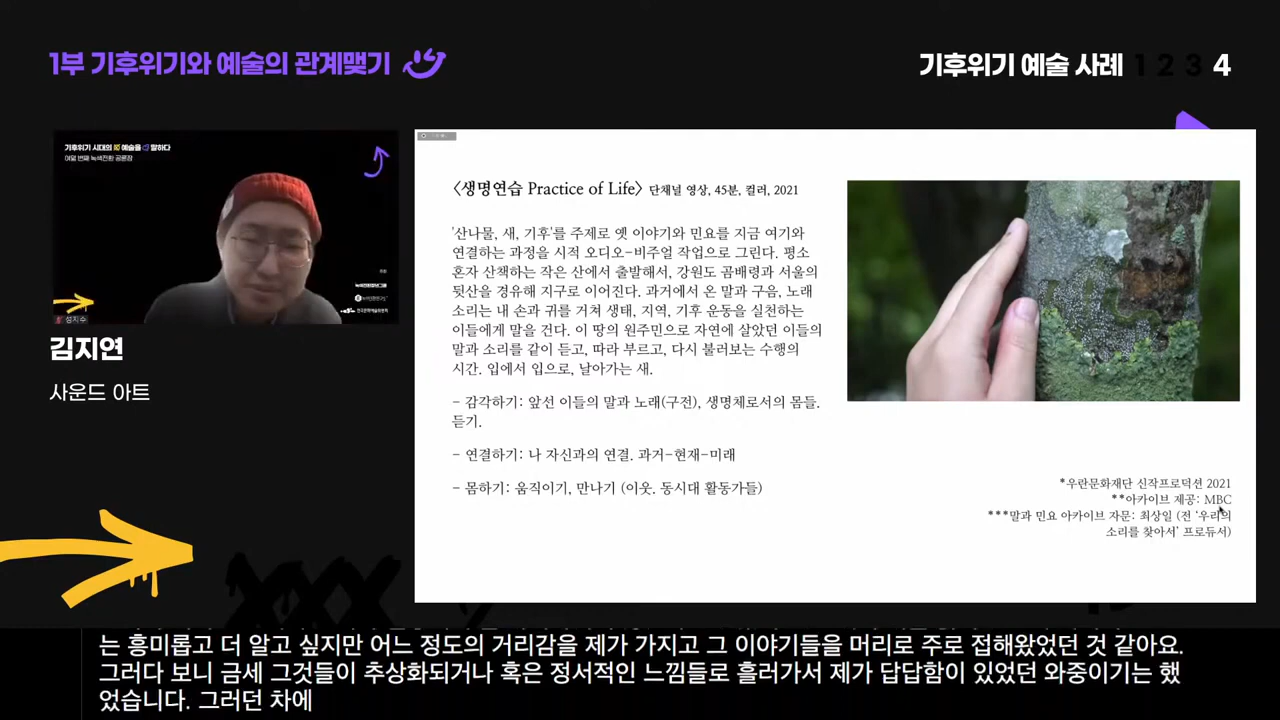 1부 기후위기와 예술의 관계맺기
기후위기 예술 사례 1 2 3 4
기후위기 시대의 예술을 말하다
여덟 번째 녹색전환 공론장
성지수
김지연
사운드 아트
〈생명연습 Practice of Life〉 단채널 영상, 45분, 컬러, 2021
'산나물, 새, 기후'를 주제로 옛 이야기와 민요를 지금 여기와
연결하는 과정을 시적 오디오-비주얼 작업으로 그린다. 평소
혼자 산책하는 작은 산에서 출발해서, 강원도 곰배령과 서울의
뒷산을 경유해 지구로 이어진다. 과거에서 온 말과 구음, 노래
소리는 내 손과 귀를 거쳐 생태, 지역, 기후 운동을 실천하는
이들에게 말을 건다. 이 땅의 원주민으로 자연에 살았던 이들의
말과 소리를 같이 듣고, 따라 부르고, 다시 불러보는 수행의
시간. 입에서 입으로, 날아가는 새.
- 감각하기: 앞선 이들의 말과 노래(구전), 생명체로서의 몸들.
듣기.
- 연결하기: 나 자신과의 연결. 과거-현재-미래
- 몸하기: 움직이기, 만나기 (이웃. 동시대 활동가들)
*우란문화재단 신작프로덕션 2021
**아카이브 제공: MBC
***말과 민요 아카이브 자문: 최상일 (전 '우리의
소리를 찾아서' 프로듀서)
는 흥미롭고 더 알고 싶지만 어느 정도의 거리감을 제가 가지고 그 이야기들을 머리로 주로 접해왔었던 것 같아요.
그러다 보니 금세 그것들이 추상화되거나 혹은 정서적인 느낌들로 흘러가서 제가 답답함이 있었던 와중이기는 했
었습니다. 그러던 차에